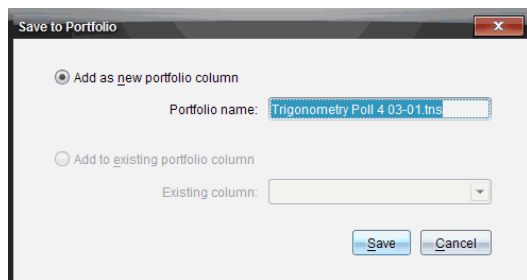 Save to Portfolio
Add as new portfolio column
Portfolio name: Trigonometry Poll 4 03-01.tns
Add to existing portfolio column
Existing column:
Save Cancel